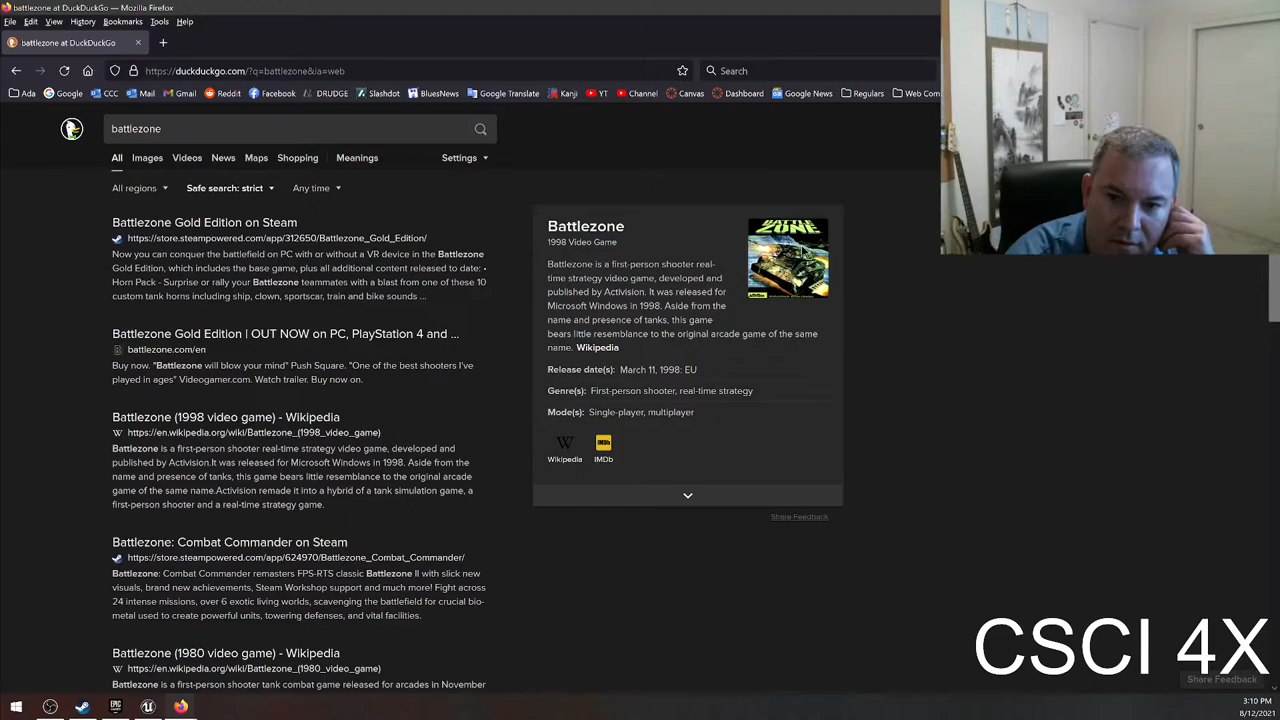 battlezone at DuckDuckGo — Mozilla Firefox
File Edit View History Bookmarks Tools Help
battlezone at DuckDuckGo
https://duckduckgo.com/?q=battlezone&ia=web
Search
Ada Google CCC Mail Gmail Reddit Facebook DRUDGE Slashdot BluesNews Google Translate Kanji YT Channel Canvas Dashboard Google News Regulars Web Com
battlezone
All Images Videos News Maps Shopping Meanings Settings
All regions Safe search: strict Any time
Battlezone Gold Edition on Steam
https://store.steampowered.com/app/312650/Battlezone_Gold_Edition/
Now you can conquer the battlefield on PC with or without a VR device in the Battlezone
Gold Edition, which includes the base game, plus all additional content released to date: •
Horn Pack - Surprise or rally your Battlezone teammates with a blast from one of these 10
custom tank horns including ship, clown, sportscar, train and bike sounds ...
Battlezone Gold Edition | OUT NOW on PC, PlayStation 4 and ...
battlezone.com/en
Buy now. "Battlezone will blow your mind" Push Square. "One of the best shooters I've
played in ages" Videogamer.com. Watch trailer. Buy now on.
Battlezone (1998 video game) - Wikipedia
W https://en.wikipedia.org/wiki/Battlezone_(1998_video_game)
Battlezone is a first-person shooter real-time strategy video game, developed and
published by Activision.It was released for Microsoft Windows in 1998. Aside from the
name and presence of tanks, this game bears little resemblance to the original arcade
game of the same name.Activision remade it into a hybrid of a tank simulation game, a
first-person shooter and a real-time strategy game.
Battlezone: Combat Commander on Steam
https://store.steampowered.com/app/624970/Battlezone_Combat_Commander/
Battlezone: Combat Commander remasters FPS-RTS classic Battlezone II with slick new
visuals, brand new achievements, Steam Workshop support and much more! Fight across
24 intense missions, over 6 exotic living worlds, scavenging the battlefield for crucial bio-
metal used to create powerful units, towering defenses, and vital facilities.
Battlezone (1980 video game) - Wikipedia
W https://en.wikipedia.org/wiki/Battlezone_(1980_video_game)
Battlezone is a first-person shooter tank combat game released for arcades in November
Battlezone
1998 Video Game
BATTLE
ZONE
Battlezone is a first-person shooter real-
time strategy video game, developed and
published by Activision. It was released for
Microsoft Windows in 1998. Aside from the
name and presence of tanks, this game
bears little resemblance to the original arcade game of the same
name. Wikipedia
Release date(s): March 11, 1998: EU
Genre(s): First-person shooter, real-time strategy
Mode(s): Single-player, multiplayer
W IMDb
Wikipedia IMDb
Share Feedback
CSCI 4X
Share Feedback
EPIC
3:10 PM
8/12/2021